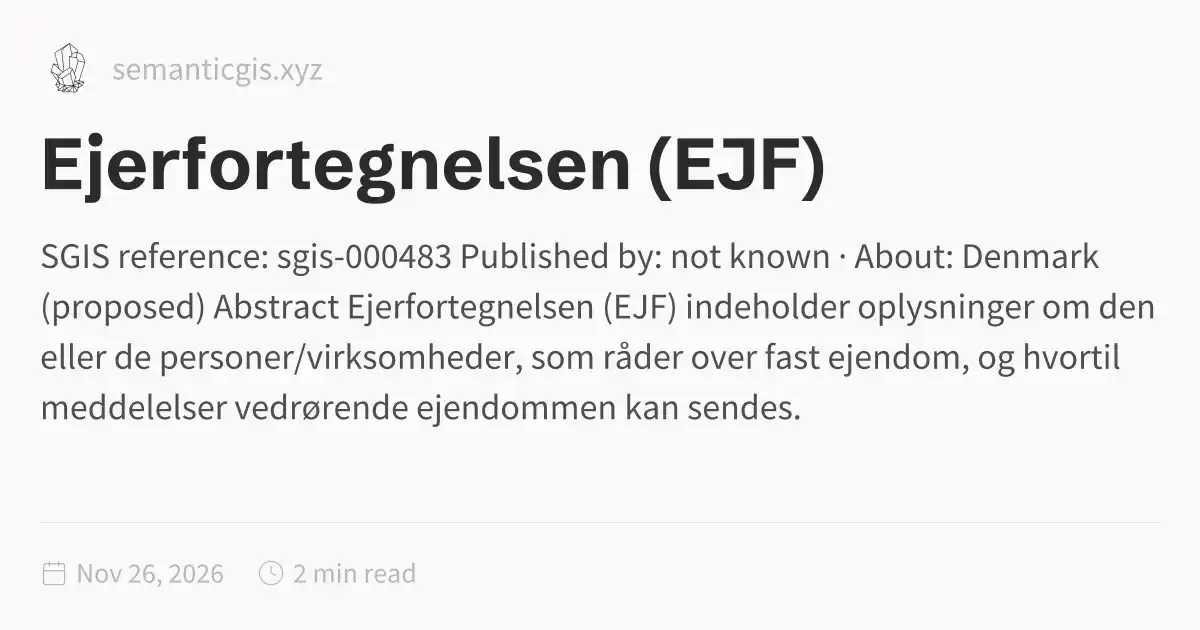 semanticgis.xyz
Ejerfortegnelsen (EJF)
SGIS reference: sgis-000483 Published by: not known · About: Denmark
(proposed) Abstract Ejerfortegnelsen (EJF) indeholder oplysninger om den
eller de personer/virksomheder, som råder over fast ejendom, og hvortil
meddelelser vedrørende ejendommen kan sendes.
Nov 26, 2026 2 min read